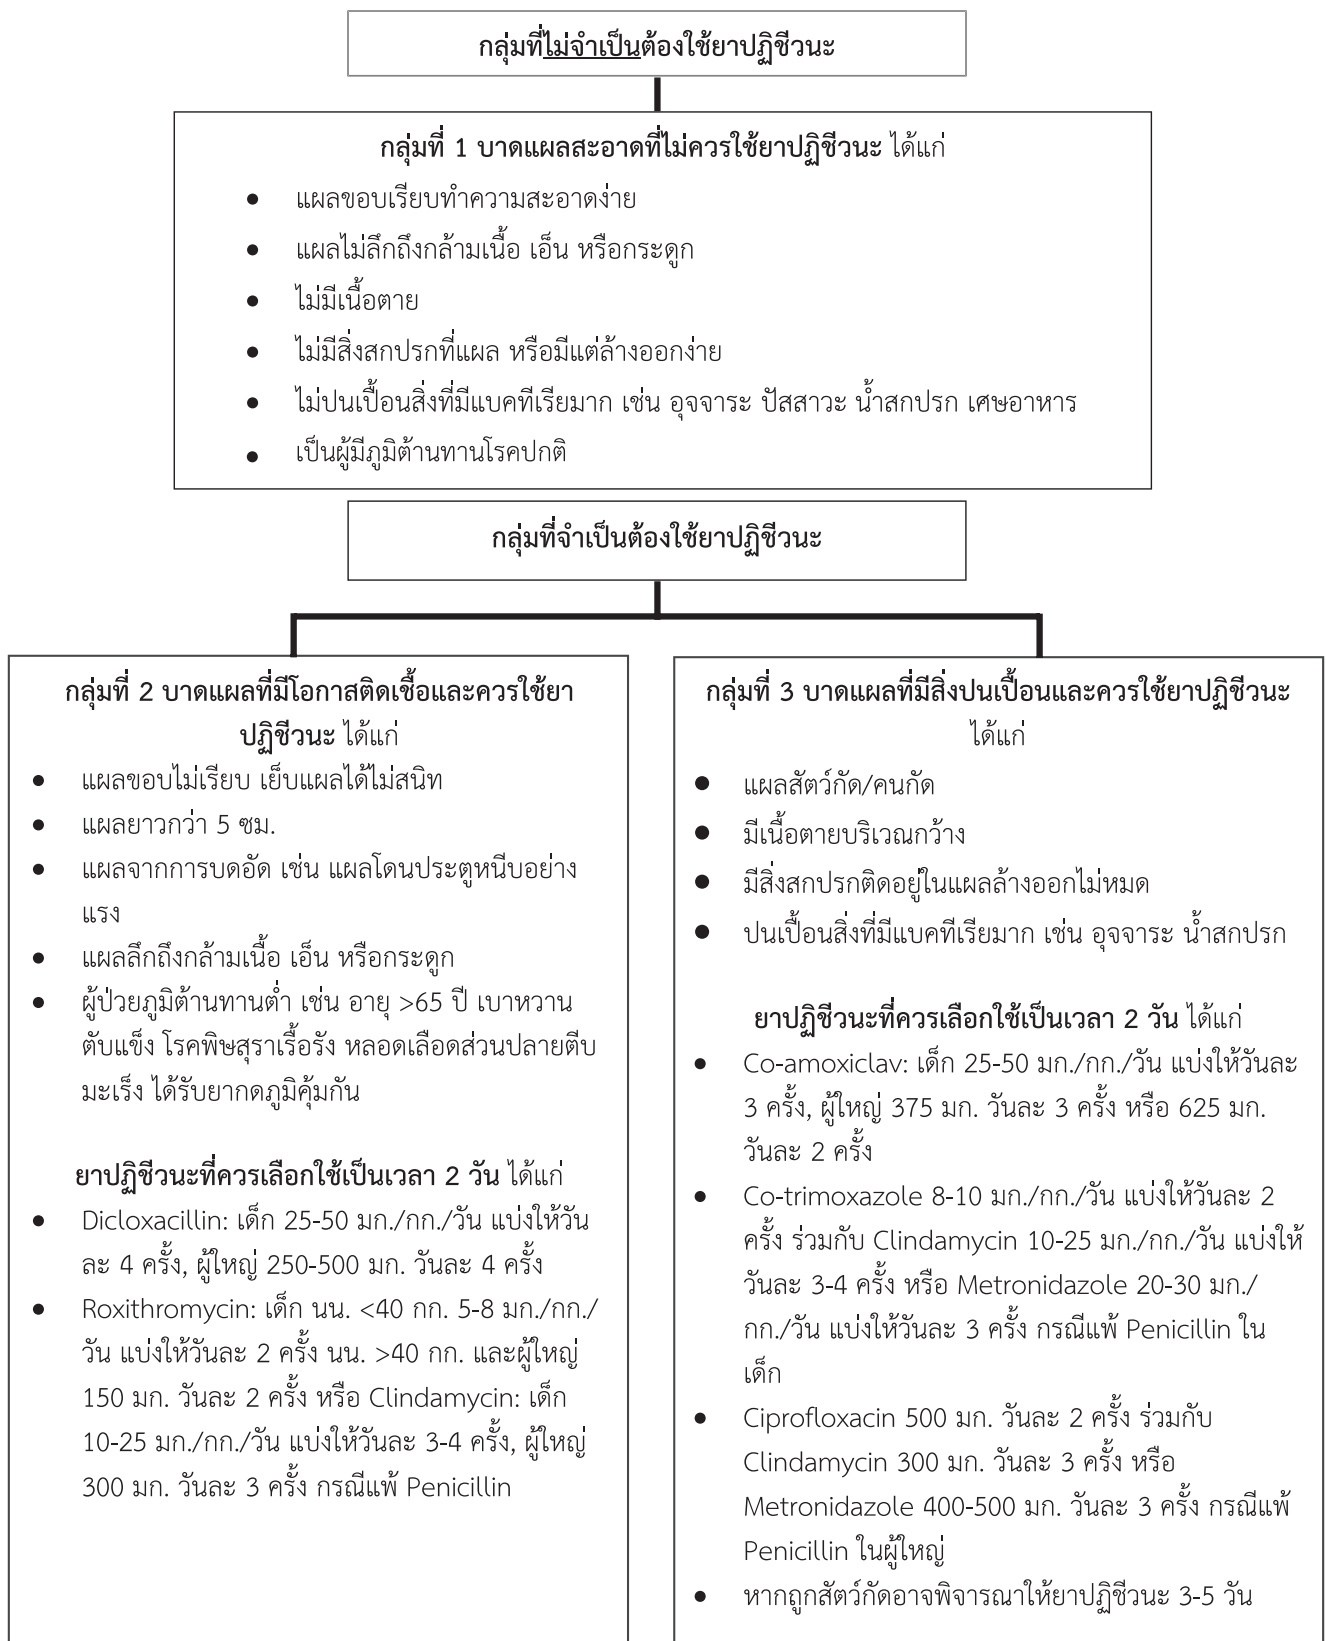 กลุ่มที่ไม่จำเป็นต้องใช้ยาปฏิชีวนะ
กลุ่มที่ 1 บาดแผลสะอาดที่ไม่ควรใช้ยาปฏิชีวนะ ได้แก่
• แผลขอบเรียบทำความสะอาดง่าย
• แผลไม่ลึกถึงกล้ามเนื้อ เอ็น หรือกระดูก
• ไม่มีเนื้อตาย
• ไม่มีสิ่งสกปรกที่แผล หรือมีแต่ล้างออกง่าย
• ไม่ปนเปื้อนสิ่งที่มีแบคทีเรียมาก เช่น อุจจาระ ปัสสาวะ น้ำสกปรก เศษอาหาร
• เป็นผู้มีภูมิต้านทานโรคปกติ
กลุ่มที่จำเป็นต้องใช้ยาปฏิชีวนะ
กลุ่มที่ 2 บาดแผลที่มีโอกาสติดเชื้อและควรใช้ยา
ปฏิชีวนะ ได้แก่
• แผลขอบไม่เรียบ เย็บแผลได้ไม่สนิท
• แผลยาวกว่า 5 ซม.
• แผลจากการบดอัด เช่น แผลโดนประตูหนีบอย่าง
แรง
• แผลลึกถึงกล้ามเนื้อ เอ็น หรือกระดูก
• ผู้ป่วยภูมิต้านทานต่ำ เช่น อายุ >65 ปี เบาหวาน
ตับแข็ง โรคพิษสุราเรื้อรัง หลอดเลือดส่วนปลายตีบ
มะเร็ง ได้รับยากดภูมิคุ้มกัน
ยาปฏิชีวนะที่ควรเลือกใช้เป็นเวลา 2 วัน ได้แก่
• Dicloxacillin: เด็ก 25-50 มก./กก./วัน แบ่งให้วัน
ละ 4 ครั้ง, ผู้ใหญ่ 250-500 มก. วันละ 4 ครั้ง
• Roxithromycin: เด็ก นน. <40 กก. 5-8 มก./กก./
วัน แบ่งให้วันละ 2 ครั้ง นน. >40 กก. และผู้ใหญ่
150 มก. วันละ 2 ครั้ง หรือ Clindamycin: เด็ก
10-25 มก./กก./วัน แบ่งให้วันละ 3-4 ครั้ง, ผู้ใหญ่
300 มก. วันละ 3 ครั้ง กรณีแพ้ Penicillin
กลุ่มที่ 3 บาดแผลที่มีสิ่งปนเปื้อนและควรใช้ยาปฏิชีวนะ
ได้แก่
• แผลสัตว์กัด/คนกัด
• มีเนื้อตายบริเวณกว้าง
• มีสิ่งสกปรกติดอยู่ในแผลล้างออกไม่หมด
• ปนเปื้อนสิ่งที่มีแบคทีเรียมาก เช่น อุจจาระ น้ำสกปรก
ยาปฏิชีวนะที่ควรเลือกใช้เป็นเวลา 2 วัน ได้แก่
• Co-amoxiclav: เด็ก 25-50 มก./กก./วัน แบ่งให้วันละ
3 ครั้ง, ผู้ใหญ่ 375 มก. วันละ 3 ครั้ง หรือ 625 มก.
วันละ 2 ครั้ง
• Co-trimoxazole 8-10 มก./กก./วัน แบ่งให้วันละ 2
ครั้ง ร่วมกับ Clindamycin 10-25 มก./กก./วัน แบ่งให้
วันละ 3-4 ครั้ง หรือ Metronidazole 20-30 มก./
กก./วัน แบ่งให้วันละ 3 ครั้ง กรณีแพ้ Penicillin ใน
เด็ก
• Ciprofloxacin 500 มก. วันละ 2 ครั้ง ร่วมกับ
Clindamycin 300 มก. วันละ 3 ครั้ง หรือ
Metronidazole 400-500 มก. วันละ 3 ครั้ง กรณีแพ้
Penicillin ในผู้ใหญ่
• หากถูกสัตว์กัดอาจพิจารณาให้ยาปฏิชีวนะ 3-5 วัน